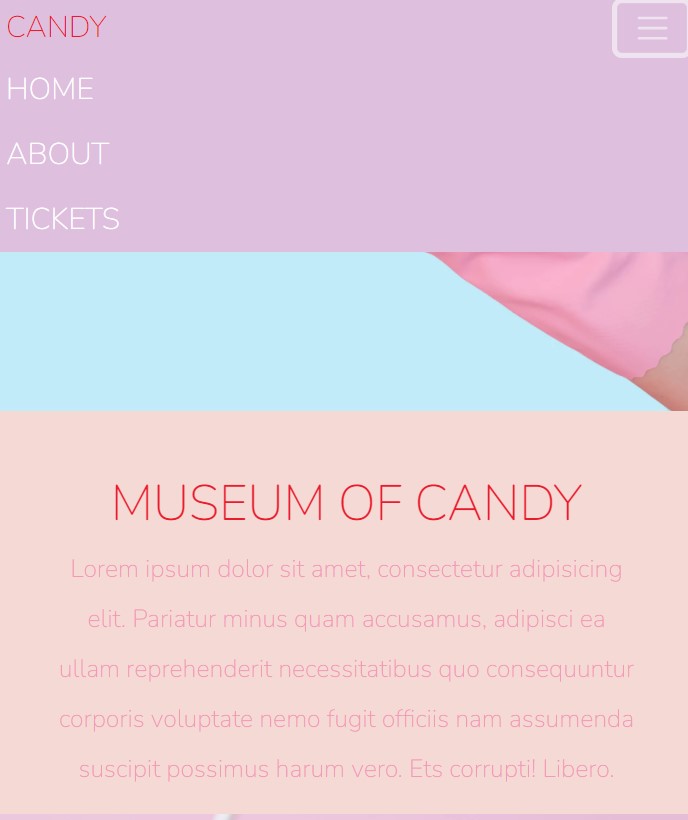 CANDY
HOME
ABOUT
TICKETS
MUSEUM OF CANDY
Lorem ipsum dolor sit amet, consectetur adipisicing
elit. Pariatur minus quam accusamus, adipisci ea
ullam reprehenderit necessitatibus quo consequuntur
corporis voluptate nemo fugit officiis nam assumenda
suscipit possimus harum vero. Ets corrupti! Libero.